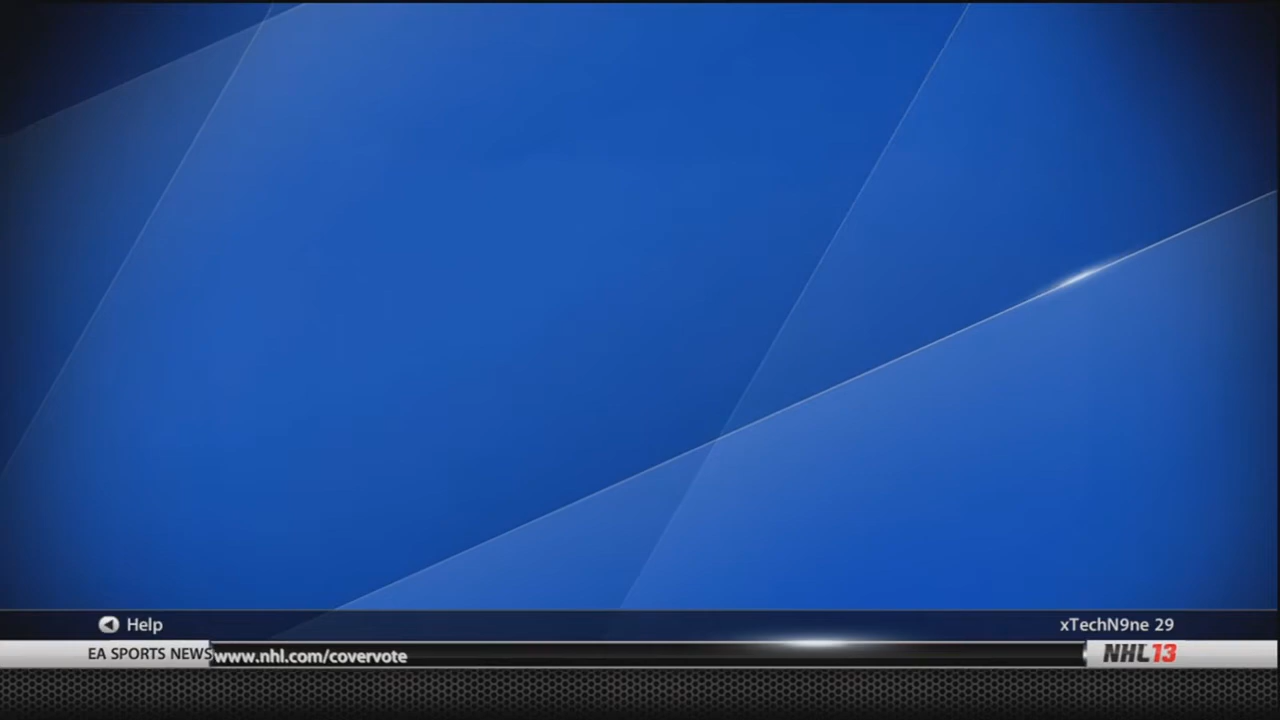 Help
xTechN9ne 29
EA SPORTS NEWS
www.nhl.com/covervote
NHL13